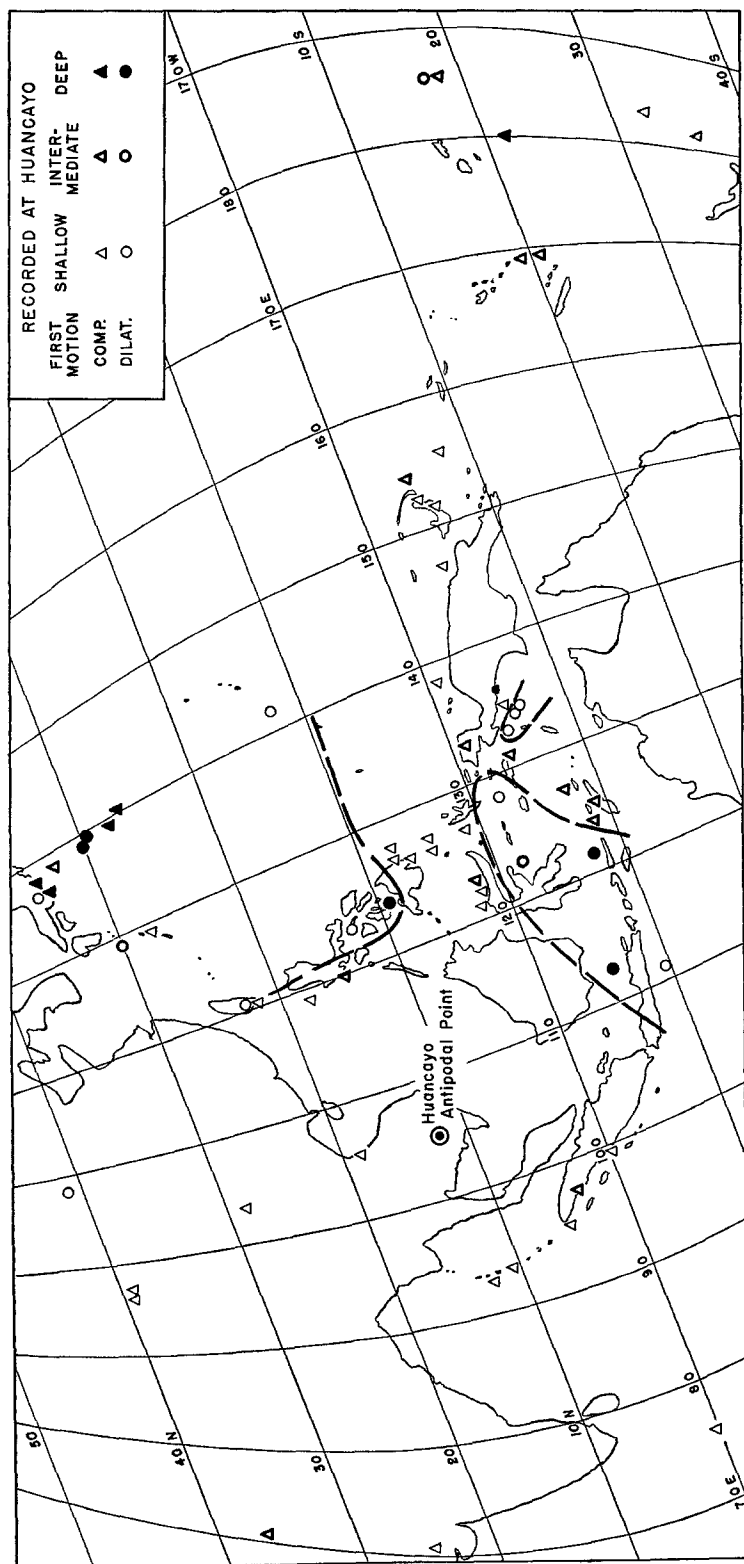 RECORDED AT HUANCAYO
FIRST MOTION SHALLOW INTER-MEDIATE DEEP
COMP.
DILAT.
170W
180
170E
160
150
140
130
120
110
100
90
80
70E
10S
20
30
40S
50
40N
30
20
10N
Huancayo
Antipodal Point